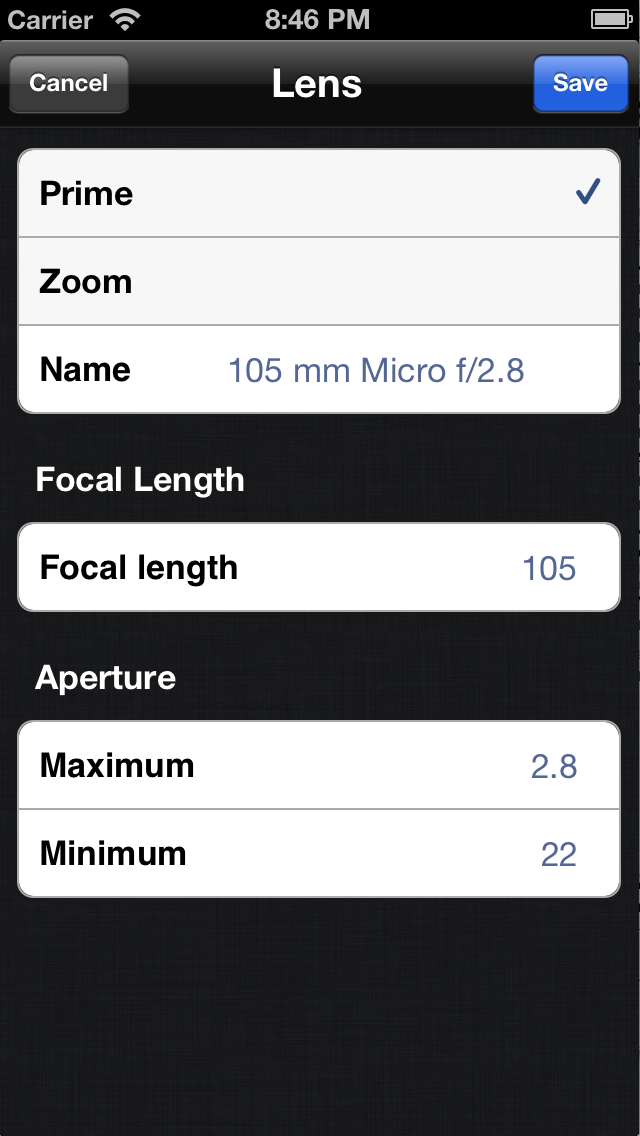 Carrier 8:46 PM
Cancel Lens Save
Prime
Zoom
Name 105 mm Micro f/2.8
Focal Length
Focal length 105
Aperture
Maximum 2.8
Minimum 22